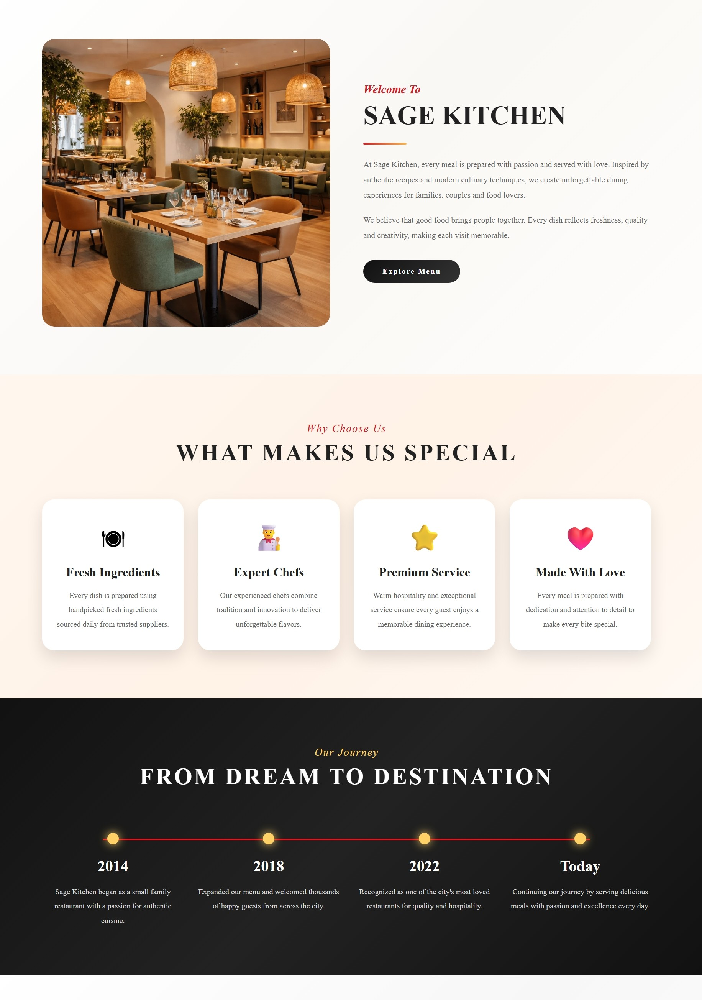 Welcome To
SAGE KITCHEN
At Sage Kitchen, every meal is prepared with passion and served with love. Inspired by
authentic recipes and modern culinary techniques, we create unforgettable dining
experiences for families, couples and food lovers.
We believe that good food brings people together. Every dish reflects freshness, quality
and creativity, making each visit memorable.
Explore Menu
Why Choose Us
WHAT MAKES US SPECIAL
Fresh Ingredients
Every dish is prepared using
handpicked fresh ingredients
sourced daily from trusted suppliers.
Expert Chefs
Our experienced chefs combine
tradition and innovation to deliver
unforgettable flavors.
Premium Service
Warm hospitality and exceptional
service ensure every guest enjoys a
memorable dining experience.
Made With Love
Every meal is prepared with
dedication and attention to detail to
make every bite special.
Our Journey
FROM DREAM TO DESTINATION
2014
Sage Kitchen began as a small family
restaurant with a passion for authentic
cuisine.
2018
Expanded our menu and welcomed thousands
of happy guests from across the city.
2022
Recognized as one of the city's most loved
restaurants for quality and hospitality.
Today
Continuing our journey by serving delicious
meals with passion and excellence every day.